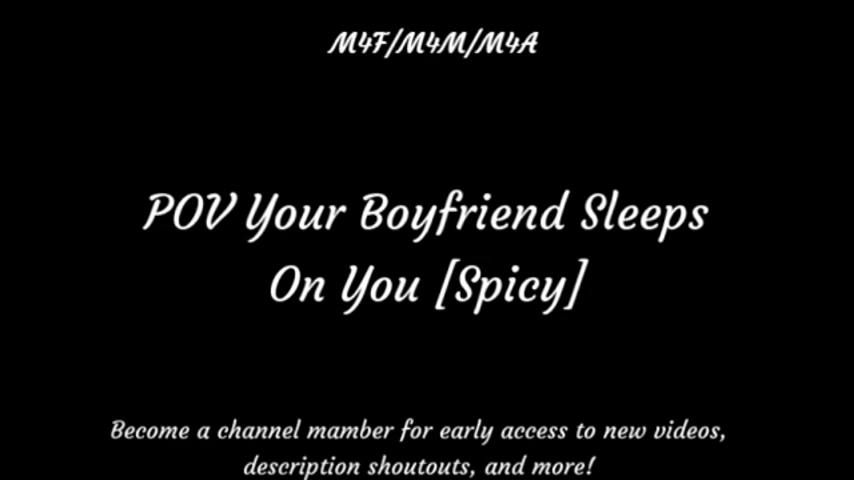 M4F/M4M/M4A
POV Your Boyfriend Sleeps
On You [Spicy]
Become a channel mamber for early access to new videos,
description shoutouts, and more!